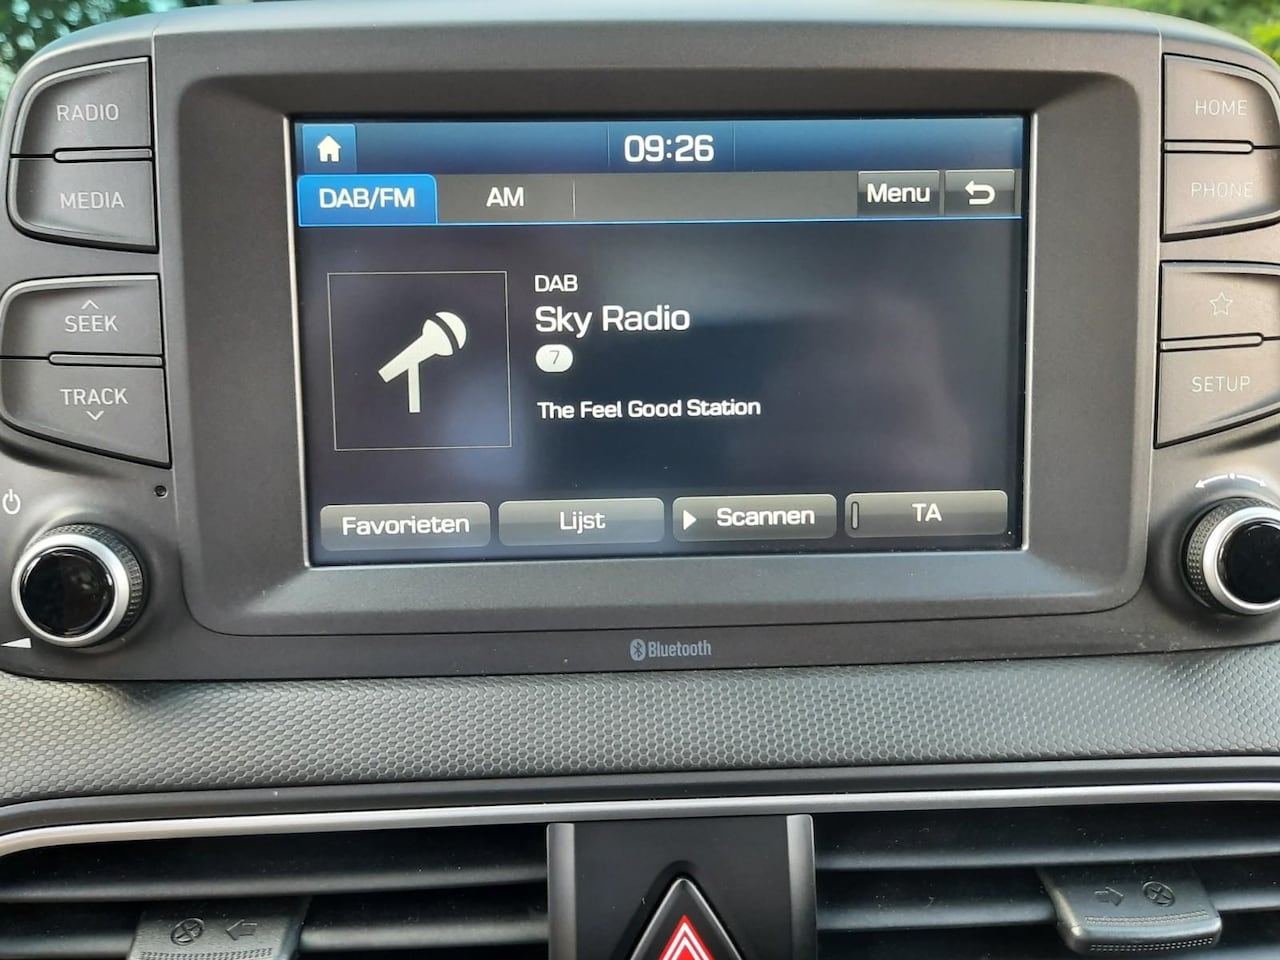 RADIO
MEDIA
SEEK
TRACK
09:26
DAB/FM AM Menu
DAB
Sky Radio
7
The Feel Good Station
Favorieten Lijst Scannen TA
HOME
PHONE
SETUP
Bluetooth